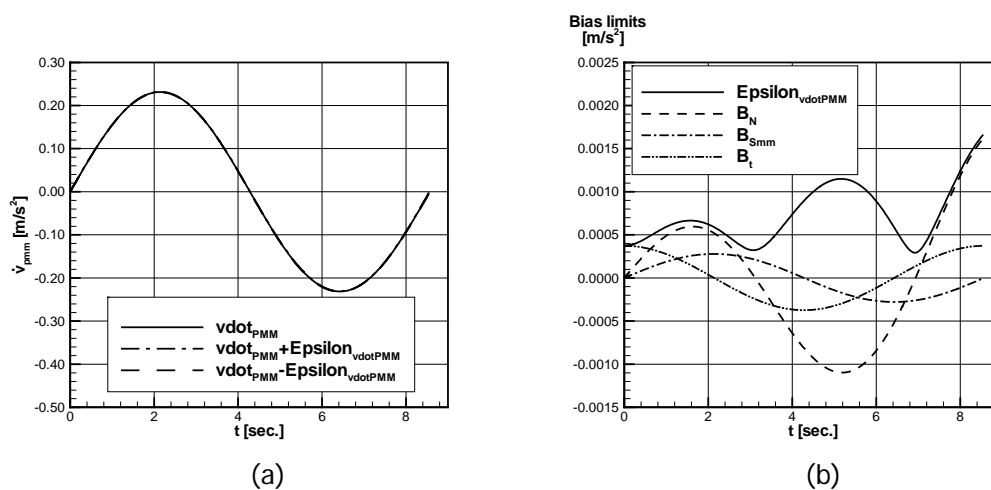 0.30
0.20
0.10
0.00
-0.10
-0.20
-0.30
-0.40
-0.50
v̇pmm [m/s²]
vdotPMM
vdotPMM+EpsilonvdotPMM
vdotPMM-EpsilonvdotPMM
0 2 4 6 8
t [sec.]
(a)
Bias limits
[m/s²]
0.0025
0.0020
0.0015
0.0010
0.0005
0.0000
-0.0005
-0.0010
-0.0015
EpsilonvdotPMM
BN
BSmm
Bt
0 2 4 6 8
t [sec.]
(b)